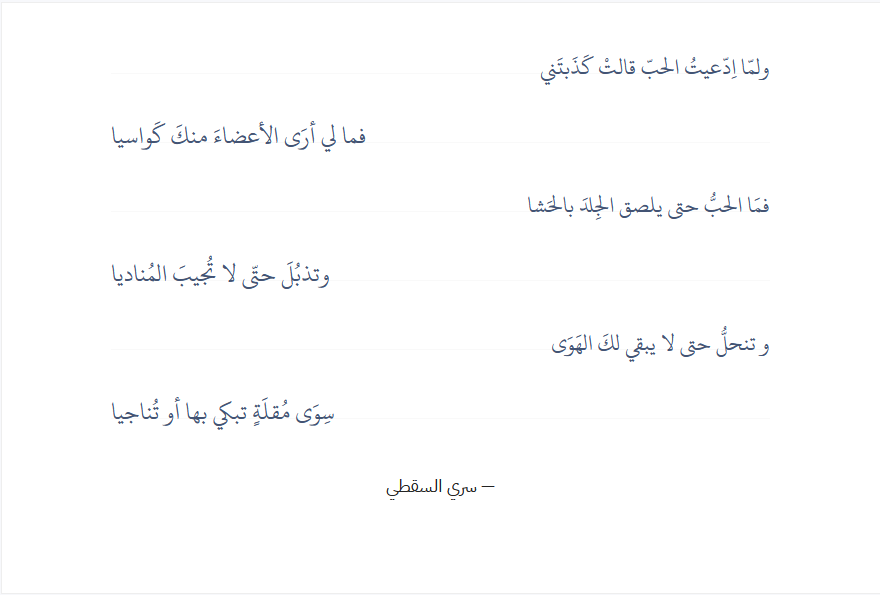 ولمّا اِدّعيتُ الحبّ قالتْ كَذَبتَني
فما لي أرَى الأعضاءَ منكَ كَواسيا
فمَا الحبُّ حتى يلصق الجِلدَ بالحَشا
وتذبُلَ حتّى لا تُجيبَ المُناديا
و تنحلُّ حتى لا يبقي لكَ الهَوَى
سِوَى مُقلَةٍ تبكي بها أو تُناجيا
— سري السقطي